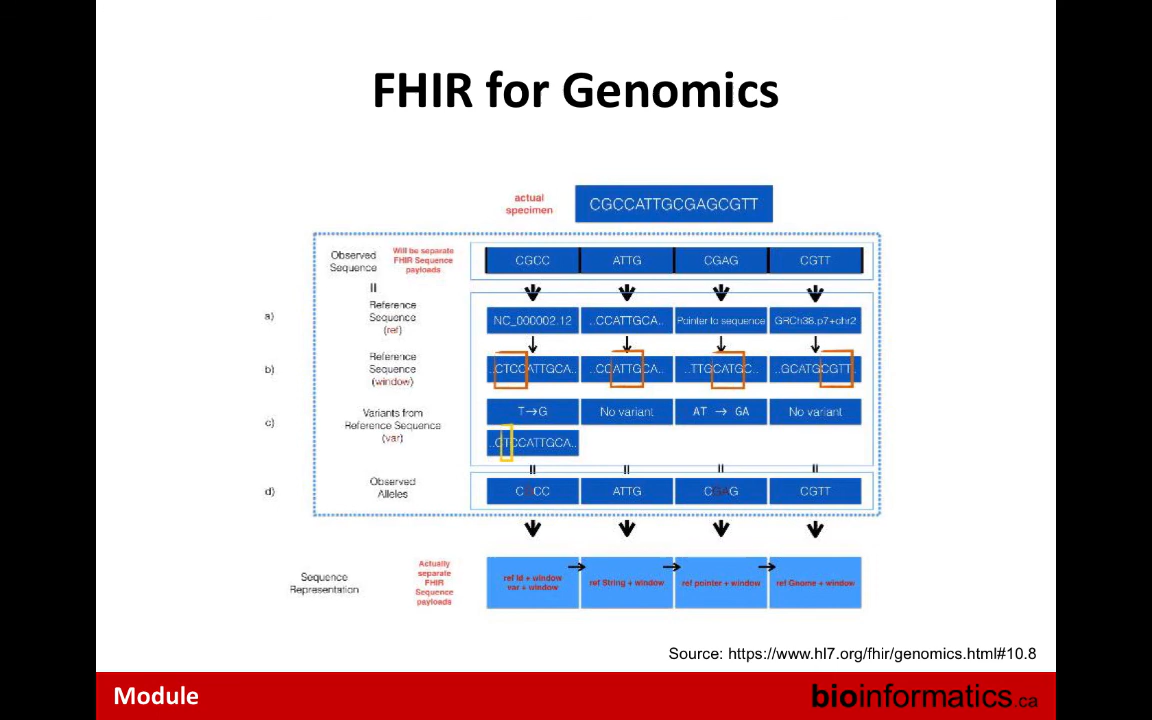 FHIR for Genomics
actual
specimen
CGCCATTGCGAGCGTT
Observed
Sequence
Will be separate
FHIR Sequence
payloads
CGCC
ATTG
CGAG
CGTT
a)
Reference
Sequence
(ref)
NC_000002.12
..CCATTGCA..
Pointer to sequence
GRCh38.p7+chr2
b)
Reference
Sequence
(window)
..CTCCATTGCA..
..CCATTGCA..
..TTGCATGC..
..GCATGCGTT..
c)
Variants from
Reference Sequence
(var)
T→G
No variant
AT → GA
No variant
..CTCCATTGCA..
d)
Observed
Alleles
CGCC
ATTG
CGAG
CGTT
Sequence
Representation
Actually
separate
FHIR
Sequence
payloads
ref Id + window
var + window
ref String + window
ref pointer + window
ref Gnome + window
Source: https://www.hl7.org/fhir/genomics.html#10.8
Module
bioinformatics.ca